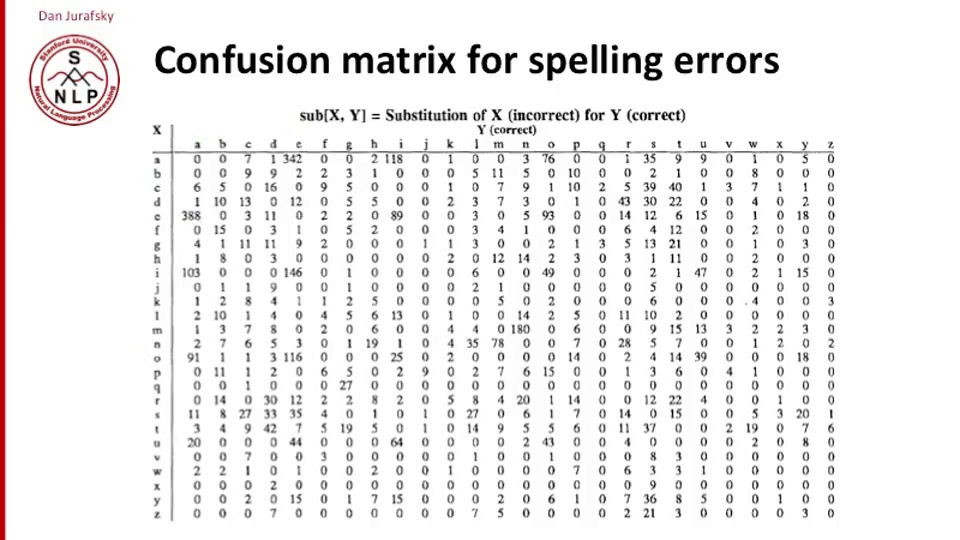 Dan Jurafsky
Stanford University
S
NLP
Natural Language Processing
Confusion matrix for spelling errors
sub[X, Y] = Substitution of X (incorrect) for Y (correct)
X Y (correct)
a b c d e f g h i j k l m n o p q r s t u v w x y z
a 0 0 7 1 342 0 0 2 118 0 1 0 0 3 76 0 0 1 35 9 9 0 1 0 5 0
b 0 0 9 9 2 2 3 1 0 0 0 5 11 5 0 10 0 0 2 1 0 0 8 0 0 0
c 6 5 0 16 0 9 5 0 0 0 1 0 7 9 1 10 2 5 39 40 1 3 7 1 1 0
d 1 10 13 0 12 0 5 5 0 0 2 3 7 3 0 1 0 43 30 22 0 0 4 0 2 0
e 388 0 3 11 0 2 2 0 89 0 0 3 0 5 93 0 0 14 12 6 15 0 1 0 18 0
f 0 15 0 3 1 0 5 2 0 0 0 3 4 1 0 0 0 6 4 12 0 0 2 0 0 0
g 4 1 11 11 9 2 0 0 0 1 1 3 0 0 2 1 3 5 13 21 0 0 1 0 3 0
h 1 8 0 3 0 0 0 0 0 0 2 0 12 14 2 3 0 3 1 11 0 0 2 0 0 0
i 103 0 0 0 146 0 1 0 0 0 0 6 0 0 49 0 0 0 2 1 47 0 2 1 15 0
j 0 1 1 9 0 0 1 0 0 0 0 2 1 0 0 0 0 0 5 0 0 0 0 0 0 0
k 1 2 8 4 1 1 2 5 0 0 0 0 5 0 2 0 0 0 6 0 0 0 .4 0 0 3
l 2 10 1 4 0 4 5 6 13 0 1 0 0 14 2 5 0 11 10 2 0 0 0 0 0 0
m 1 3 7 8 0 2 0 6 0 0 4 4 0 180 0 6 0 0 9 15 13 3 2 2 3 0
n 2 7 6 5 3 0 1 19 1 0 4 35 78 0 0 7 0 28 5 7 0 0 1 2 0 2
o 91 1 1 3 116 0 0 0 25 0 2 0 0 0 0 14 0 2 4 14 39 0 0 0 18 0
p 0 11 1 2 0 6 5 0 2 9 0 2 7 6 15 0 0 1 3 6 0 4 1 0 0 0
q 0 0 1 0 0 0 27 0 0 0 0 0 0 0 0 0 0 0 0 0 0 0 0 0 0 0
r 0 14 0 30 12 2 2 8 2 0 5 8 4 20 1 14 0 0 12 22 4 0 0 1 0 0
s 11 8 27 33 35 4 0 1 0 1 0 27 0 6 1 7 0 14 0 15 0 0 5 3 20 1
t 3 4 9 42 7 5 19 5 0 1 0 14 9 5 5 6 0 11 37 0 0 2 19 0 7 6
u 20 0 0 0 44 0 0 0 64 0 0 0 0 2 43 0 0 4 0 0 0 0 2 0 8 0
v 0 0 7 0 0 3 0 0 0 0 0 1 0 0 1 0 0 0 8 3 0 0 0 0 0 0
w 2 2 1 0 1 0 0 2 0 0 1 0 0 0 0 7 0 6 3 3 1 0 0 0 0 0
x 0 0 0 2 0 0 0 0 0 0 0 0 0 0 0 0 0 0 9 0 0 0 0 0 0 0
y 0 0 2 0 15 0 1 7 15 0 0 0 2 0 6 1 0 7 36 8 5 0 0 1 0 0
z 0 0 0 7 0 0 0 0 0 0 0 7 5 0 0 0 0 2 21 3 0 0 0 0 3 0